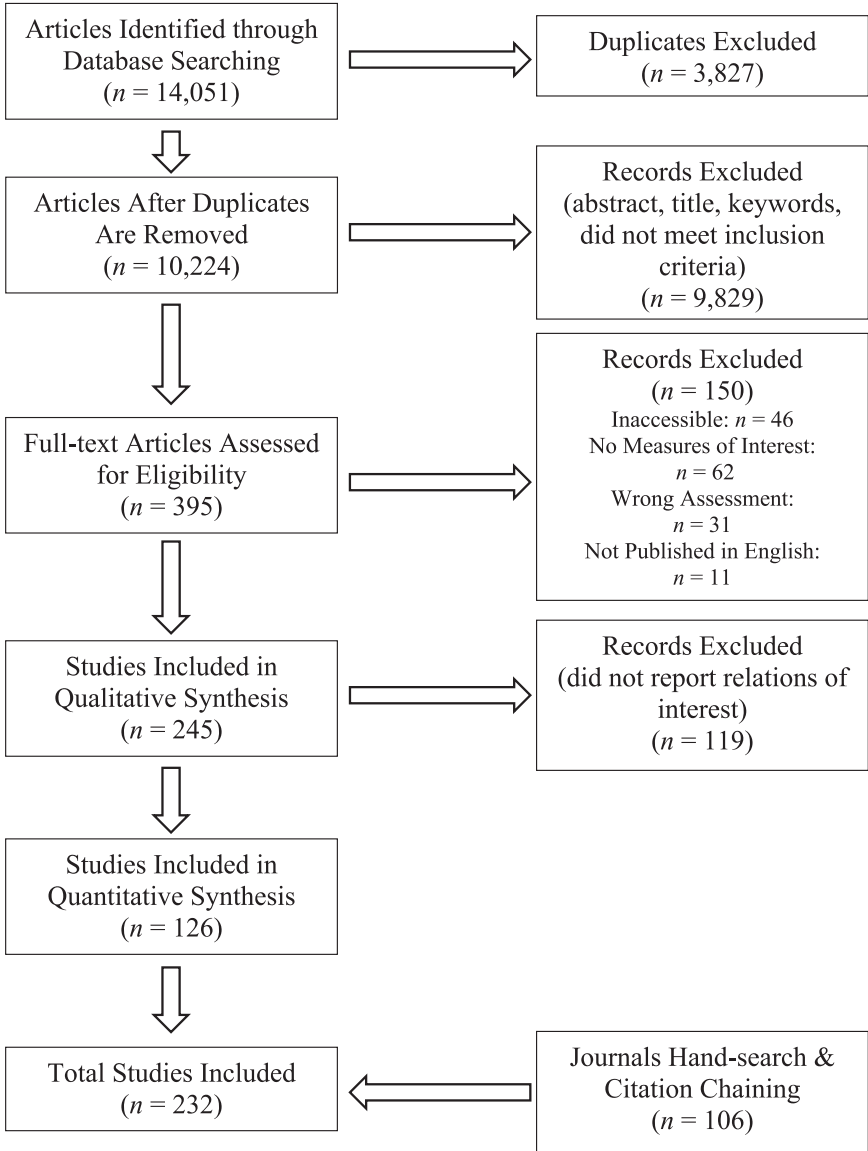 Articles Identified through
Database Searching
(n = 14,051)
Duplicates Excluded
(n = 3,827)
Articles After Duplicates
Are Removed
(n = 10,224)
Records Excluded
(abstract, title, keywords,
did not meet inclusion
criteria)
(n = 9,829)
Full-text Articles Assessed
for Eligibility
(n = 395)
Records Excluded
(n = 150)
Inaccessible: n = 46
No Measures of Interest:
n = 62
Wrong Assessment:
n = 31
Not Published in English:
n = 11
Studies Included in
Qualitative Synthesis
(n = 245)
Records Excluded
(did not report relations of
interest)
(n = 119)
Studies Included in
Quantitative Synthesis
(n = 126)
Total Studies Included
(n = 232)
Journals Hand-search &
Citation Chaining
(n = 106)